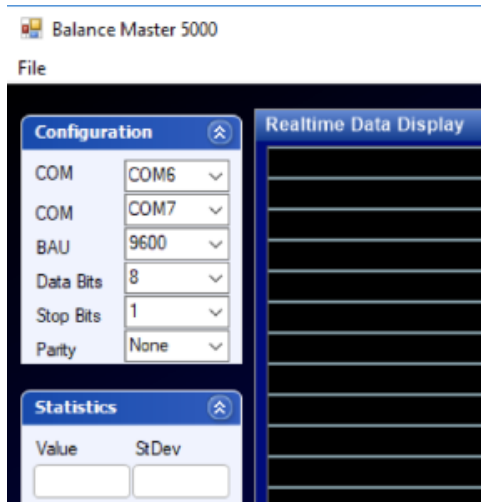 Balance Master 5000
File
Configuration
Realtime Data Display
COM COM6
COM COM7
BAU 9600
Data Bits 8
Stop Bits 1
Parity None
Statistics
Value StDev